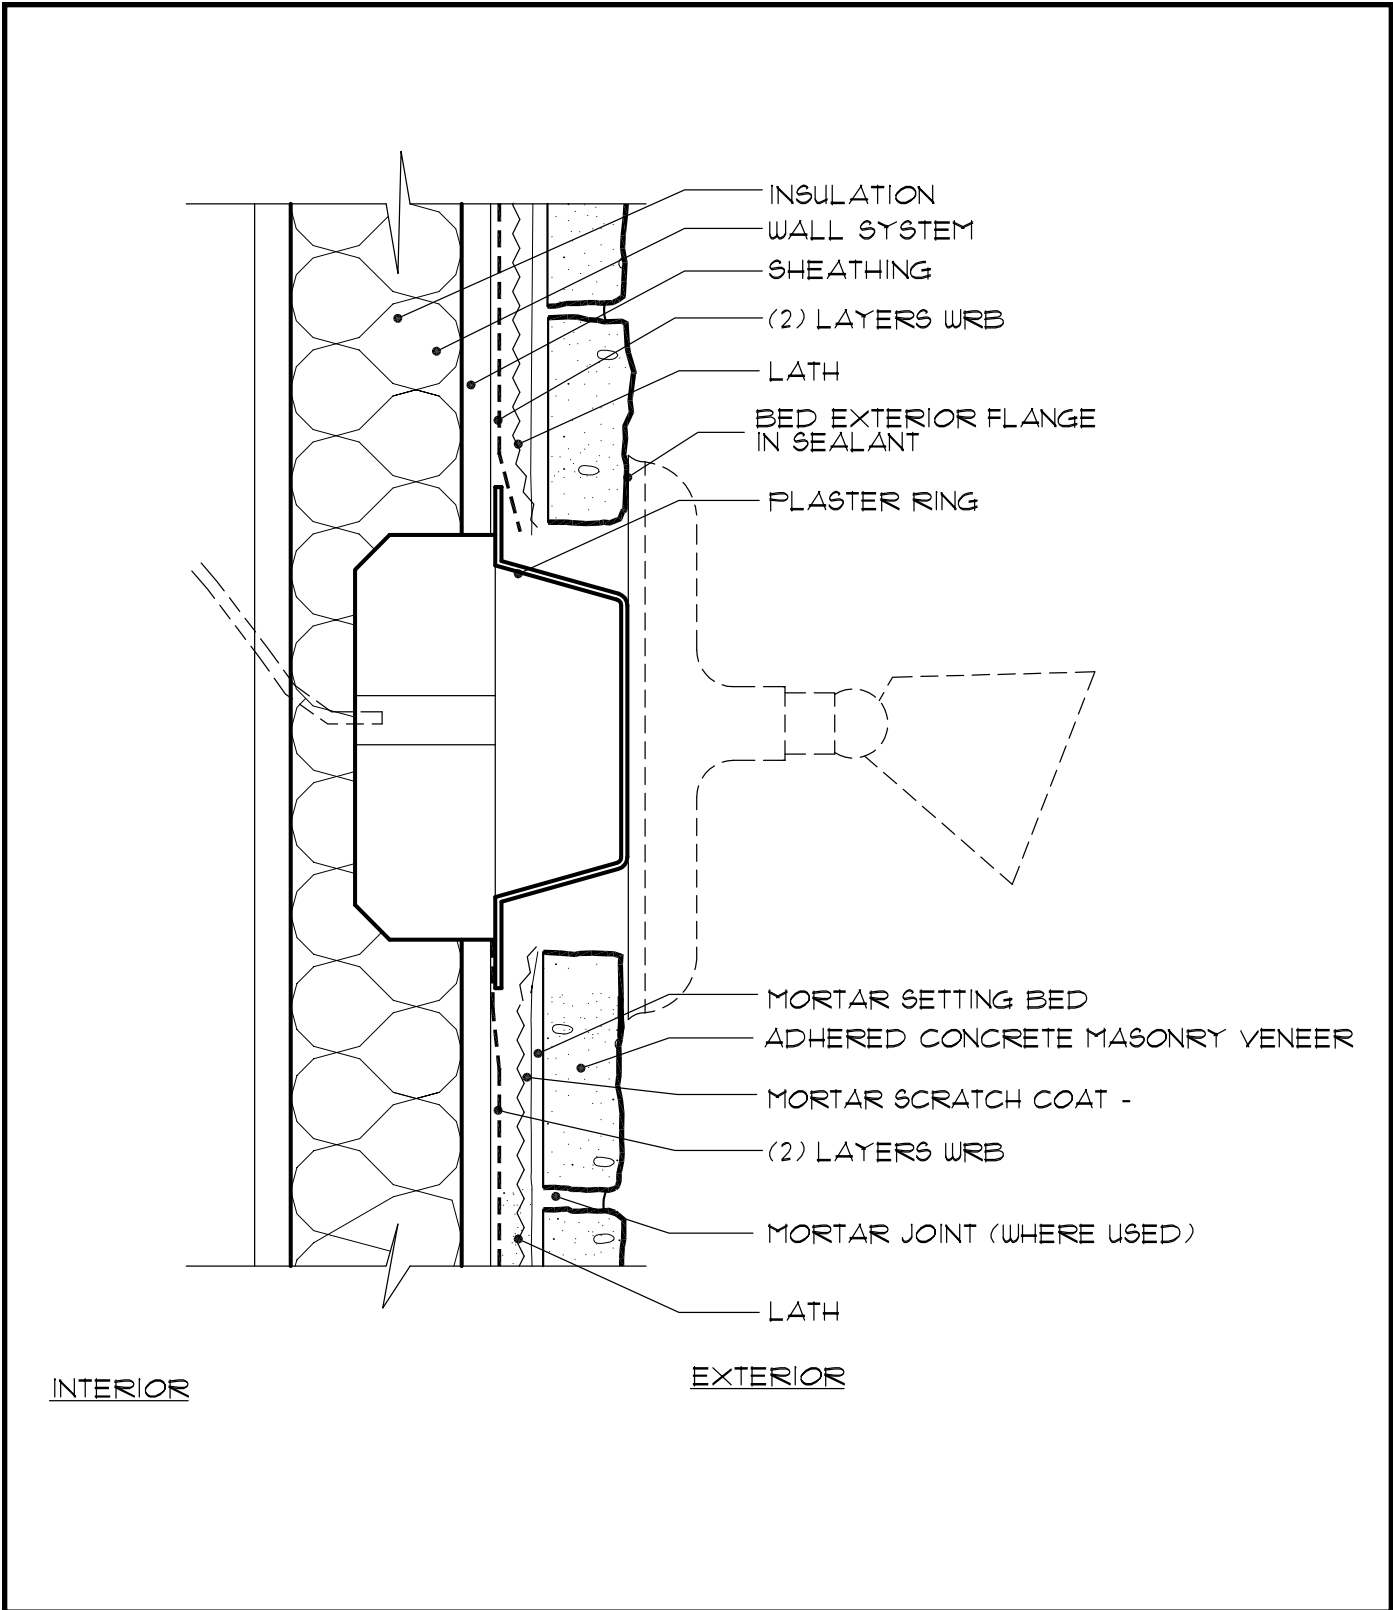 INSULATION
WALL SYSTEM
SHEATHING
(2) LAYERS WRB
LATH
BED EXTERIOR FLANGE
IN SEALANT
PLASTER RING
MORTAR SETTING BED
ADHERED CONCRETE MASONRY VENEER
MORTAR SCRATCH COAT -
(2) LAYERS WRB
MORTAR JOINT (WHERE USED)
LATH
INTERIOR
EXTERIOR